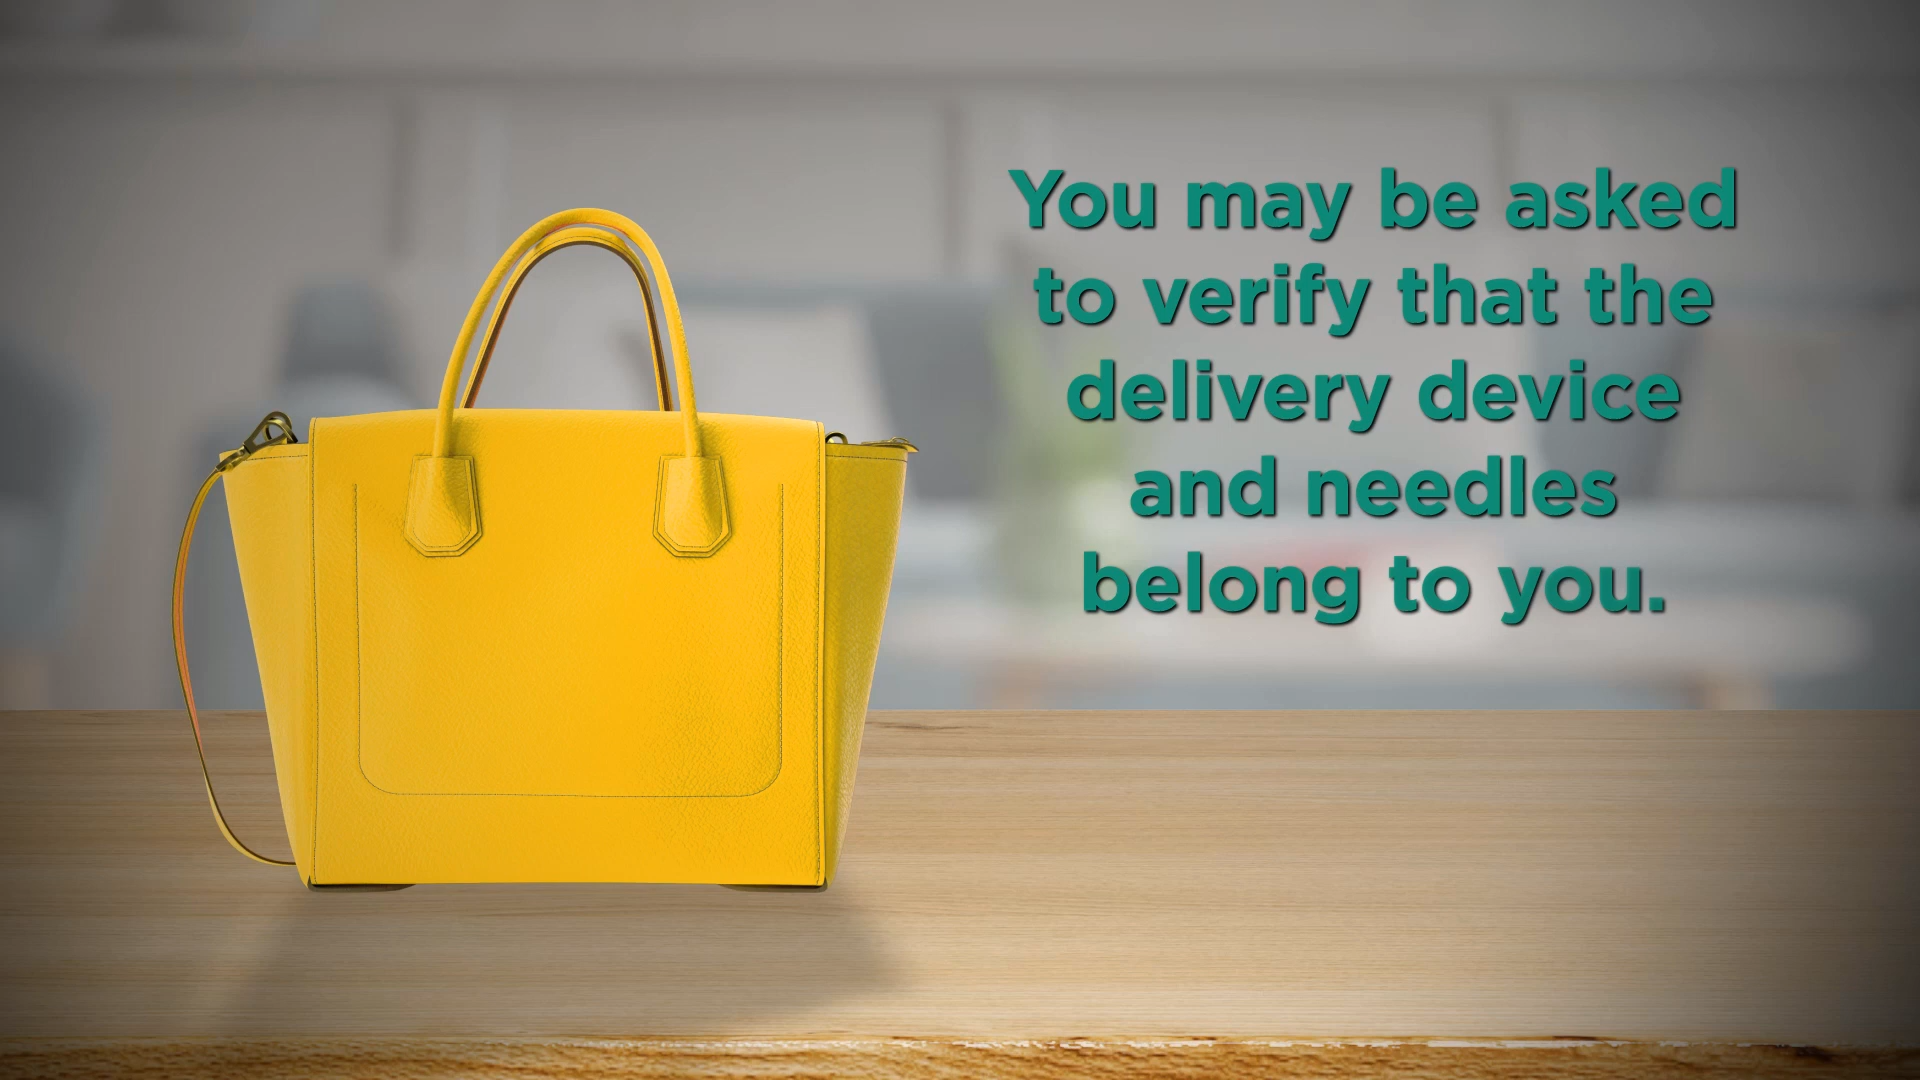 You may be asked
to verify that the
delivery device
and needles
belong to you.